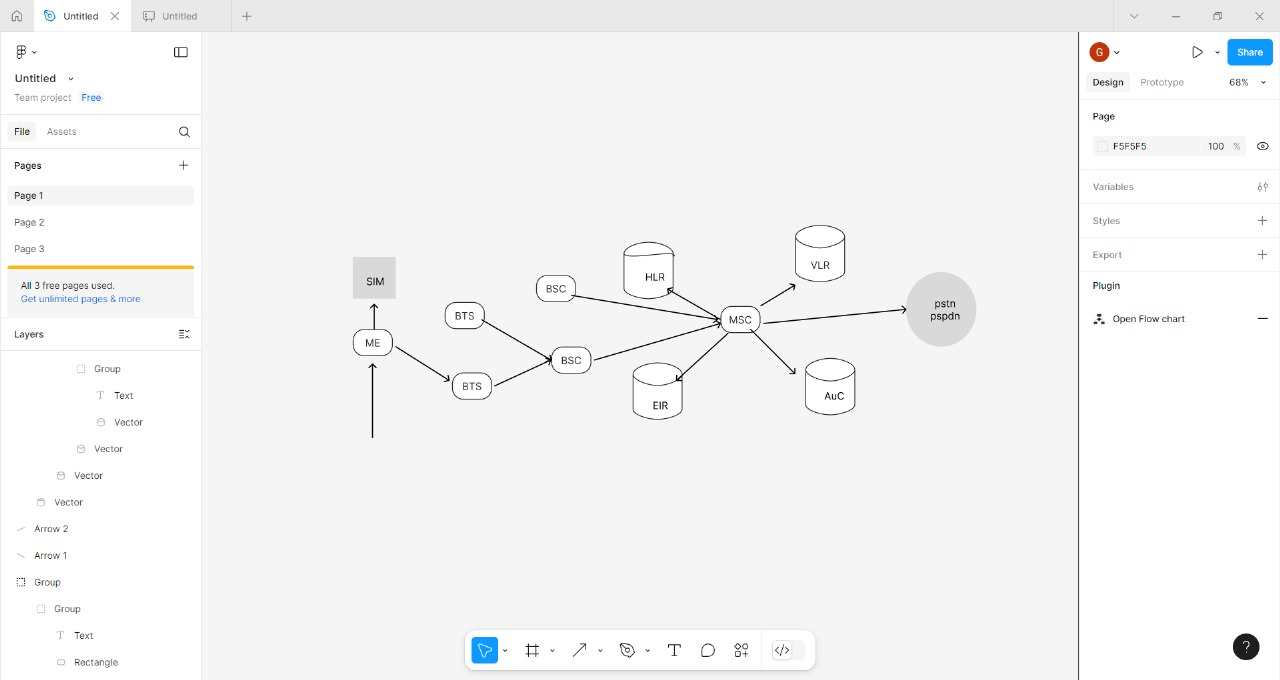 Untitled
Untitled
Untitled
Team project Free
File Assets
Pages
Page 1
Page 2
Page 3
All 3 free pages used.
Get unlimited pages & more
Layers
Group
Text
Vector
Vector
Vector
Vector
Arrow 2
Arrow 1
Group
Group
Text
Rectangle
SIM
ME
BTS
BTS
BSC
BSC
HLR
EIR
MSC
VLR
AuC
pstn
pspdn
G
Share
Design Prototype 68%
Page
F5F5F5 100 %
Variables
Styles
Export
Plugin
Open Flow chart
?